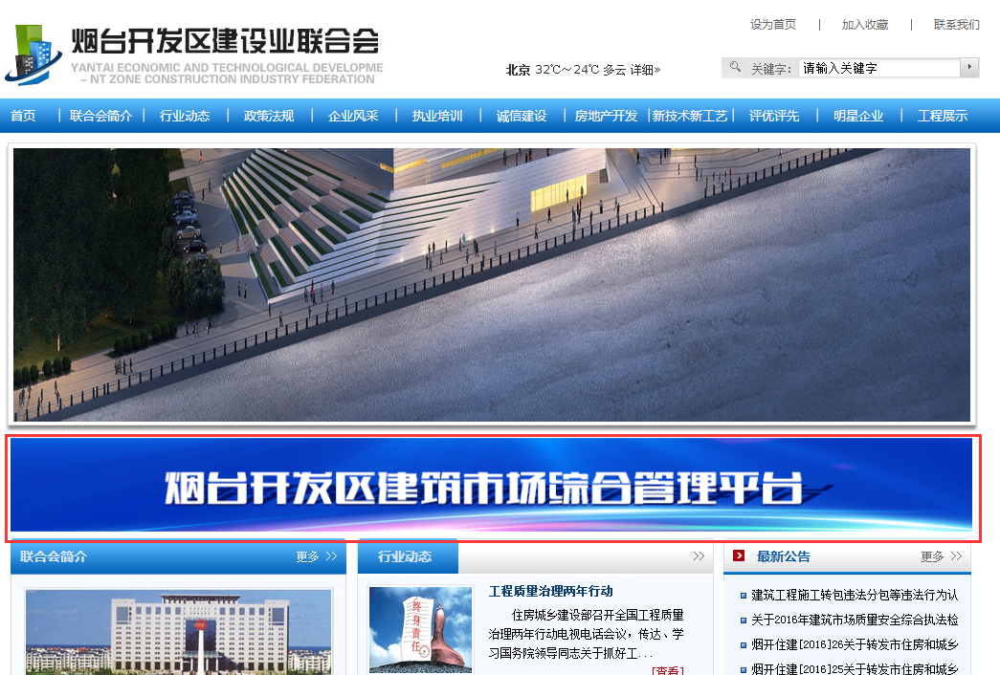 设为首页 | 加入收藏 | 联系我们
烟台开发区建设业联合会
YANTAI ECONOMIC AND TECHNOLOGICAL DEVELOPME
– NT ZONE CONSTRUCTION INDUSTRY FEDERATION
北京 32℃~24℃ 多云 详细»
关键字: 请输入关键字
首页 | 联合会简介 | 行业动态 | 政策法规 | 企业风采 | 执业培训 | 诚信建设 | 房地产开发 | 新技术新工艺 | 评优评先 | 明星企业 | 工程展示
烟台开发区建筑市场综合管理平台
联合会简介 更多 >>
行业动态 >>
最新公告 更多 >>
终身责任
工程质量治理两年行动
住房城乡建设部召开全国工程质量
治理两年行动电视电话会议，传达、学
习国务院领导同志关于抓好工...
[查看]
建筑工程施工转包违法分包等违法行为认
关于2016年建筑市场质量安全综合执法检
烟开住建[2016]26关于转发市住房和城乡
烟开住建[2016]25关于转发市住房和城乡